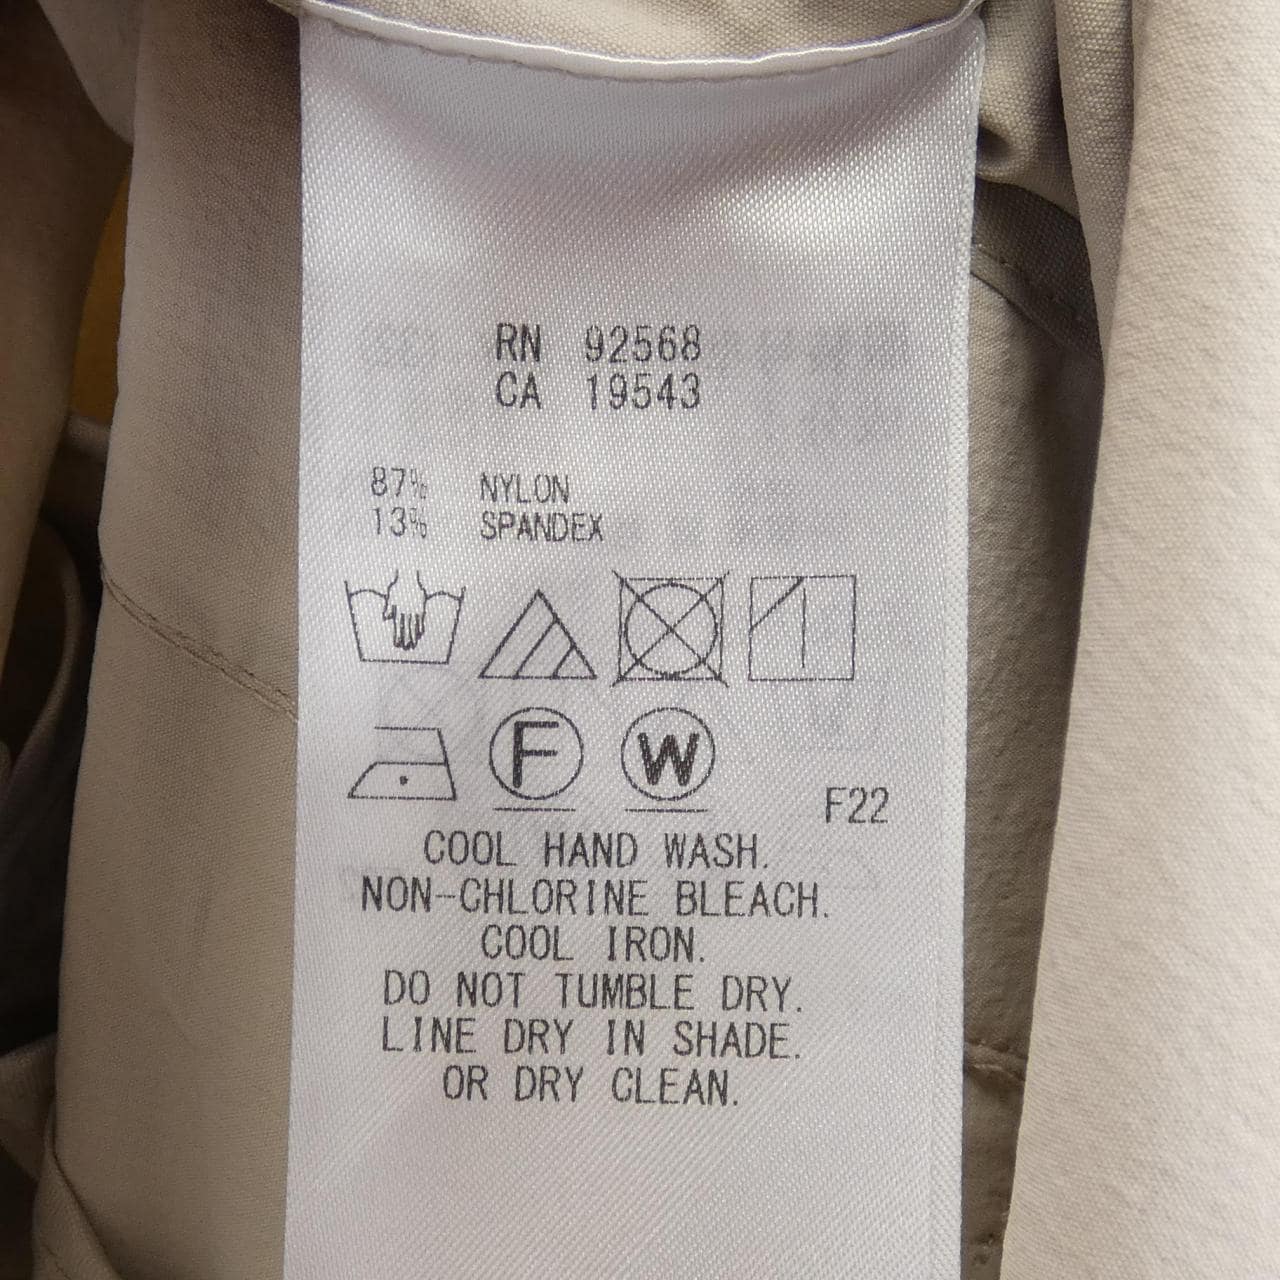 RN 92568
CA 19543
87% NYLON
13% SPANDEX
F W
F22
COOL HAND WASH.
NON-CHLORINE BLEACH.
COOL IRON.
DO NOT TUMBLE DRY.
LINE DRY IN SHADE.
OR DRY CLEAN.